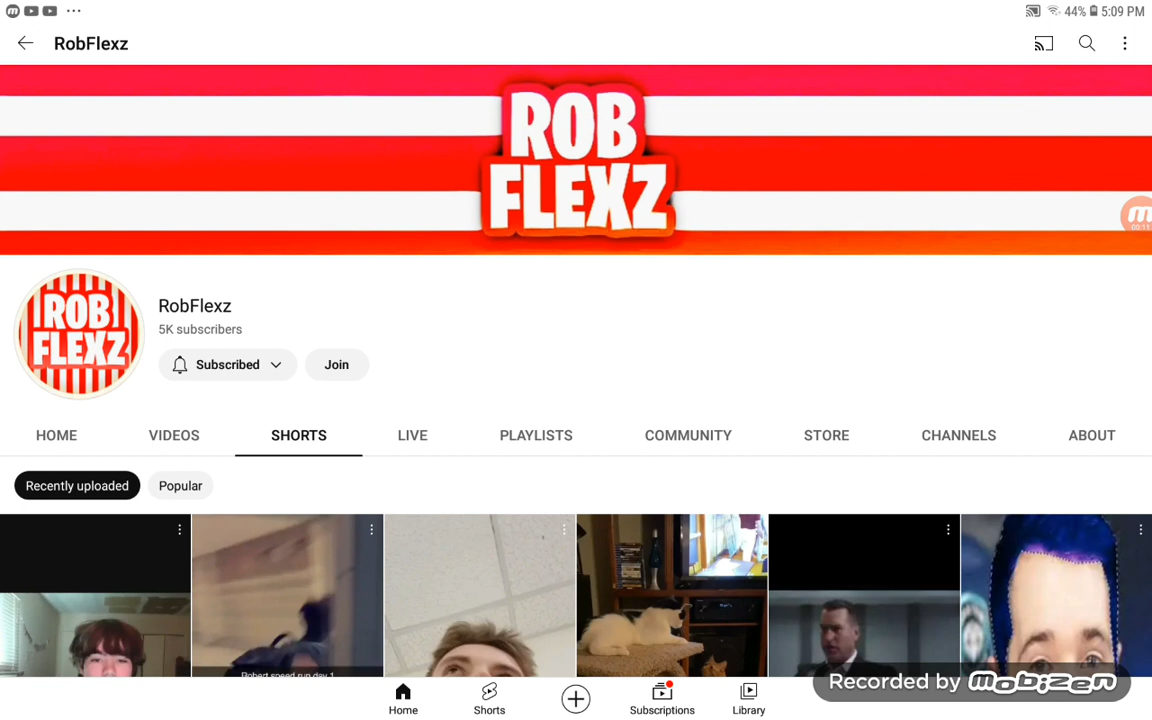 44% 5:09 PM
RobFlexz
ROB
FLEXZ
00:11
ROB
FLEXZ
RobFlexz
5K subscribers
Subscribed
Join
HOME
VIDEOS
SHORTS
LIVE
PLAYLISTS
COMMUNITY
STORE
CHANNELS
ABOUT
Recently uploaded
Popular
Robert speed run day 1
Recorded by mobizen
Home
Shorts
Subscriptions
Library